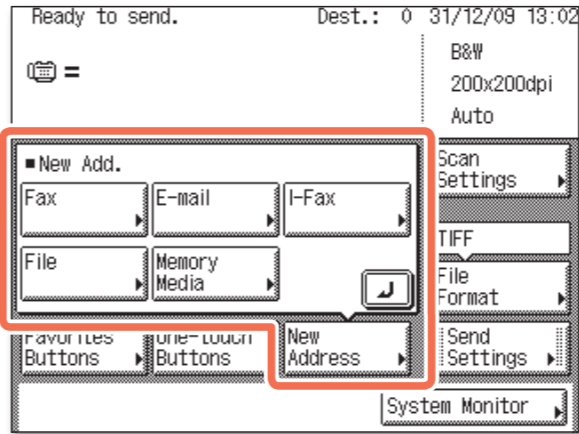 Ready to send. Dest.: 0 31/12/09 13:02
B&W
=
200x200dpi
Auto
■New Add.
Scan
Settings
Fax E-mail I-Fax
TIFF
File Memory
Media
File
Format
Favorites One-touch New
Buttons Buttons Address
Send
Settings
System Monitor